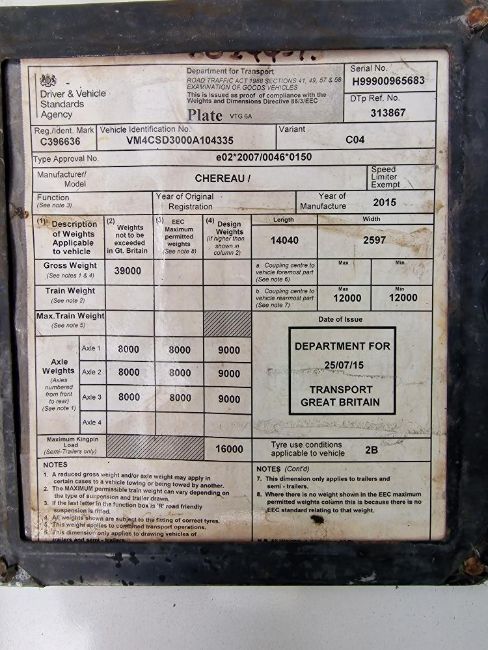 Driver & Vehicle
Standards
Agency
Department for Transport
ROAD TRAFFIC ACT 1988 SECTIONS 41, 49, 57 & 58
EXAMINATION OF GOODS VEHICLES
This is issued as proof of compliance with the
Weights and Dimensions Directive 86/3/EEC
Plate VTG 6A
Serial No.
H99900965683
DTp Ref. No.
313867
Reg./Ident. Mark
C396636
Vehicle Identification No.
VM4CSD3000A104335
Variant
C04
Type Approval No.
e02*2007/0046*0150
Manufacturer/
Model
CHEREAU /
Speed
Limiter
Exempt
Function
(See note 3)
Year of Original
Registration
Year of
Manufacture
2015
(1) Description
of Weights
Applicable
to vehicle
(2)
Weights
not to be
exceeded
in Gt. Britain
(3) EEC
Maximum
permitted
weights
(See note 8)
(4) Design
Weights
(if higher than
shown in
column 2)
Length
Width
14040
2597
Gross Weight
(See notes 1 & 4)
39000
a Coupling centre to
vehicle foremost part
(See note 6)
Max
Min
Train Weight
(See note 2)
b Coupling centre to
vehicle rearmost part
(See note 7)
Max
12000
Min
12000
Max.Train Weight
(See note 5)
Date of Issue
Axle
Weights
(Axles
numbered
from front
to rear)
(See note 1)
Axle 1 8000 8000 9000
Axle 2 8000 8000 9000
Axle 3 8000 8000 9000
Axle 4
DEPARTMENT FOR
25/07/15
TRANSPORT
GREAT BRITAIN
Maximum Kingpin
Load
(Semi-Trailers only)
16000
Tyre use conditions
applicable to vehicle
2B
NOTES
1. A reduced gross weight and/or axle weight may apply in
certain cases to a vehicle towing or being towed by another.
2. The MAXIMUM permissible train weight can vary depending on
the type of suspension and trailer drawn.
3. If the last letter in the function box is 'R' road friendly
suspension is fitted.
4. All weights shown are subject to the fitting of correct tyres.
5. This weight applies to combined transport operations.
6. This dimension only applies to drawing vehicles of
trailers and semi - trailers.
NOTES (Cont'd)
7. This dimension only applies to trailers and
semi - trailers.
8. Where there is no weight shown in the EEC maximum
permitted weights column this is because there is no
EEC standard relating to that weight.